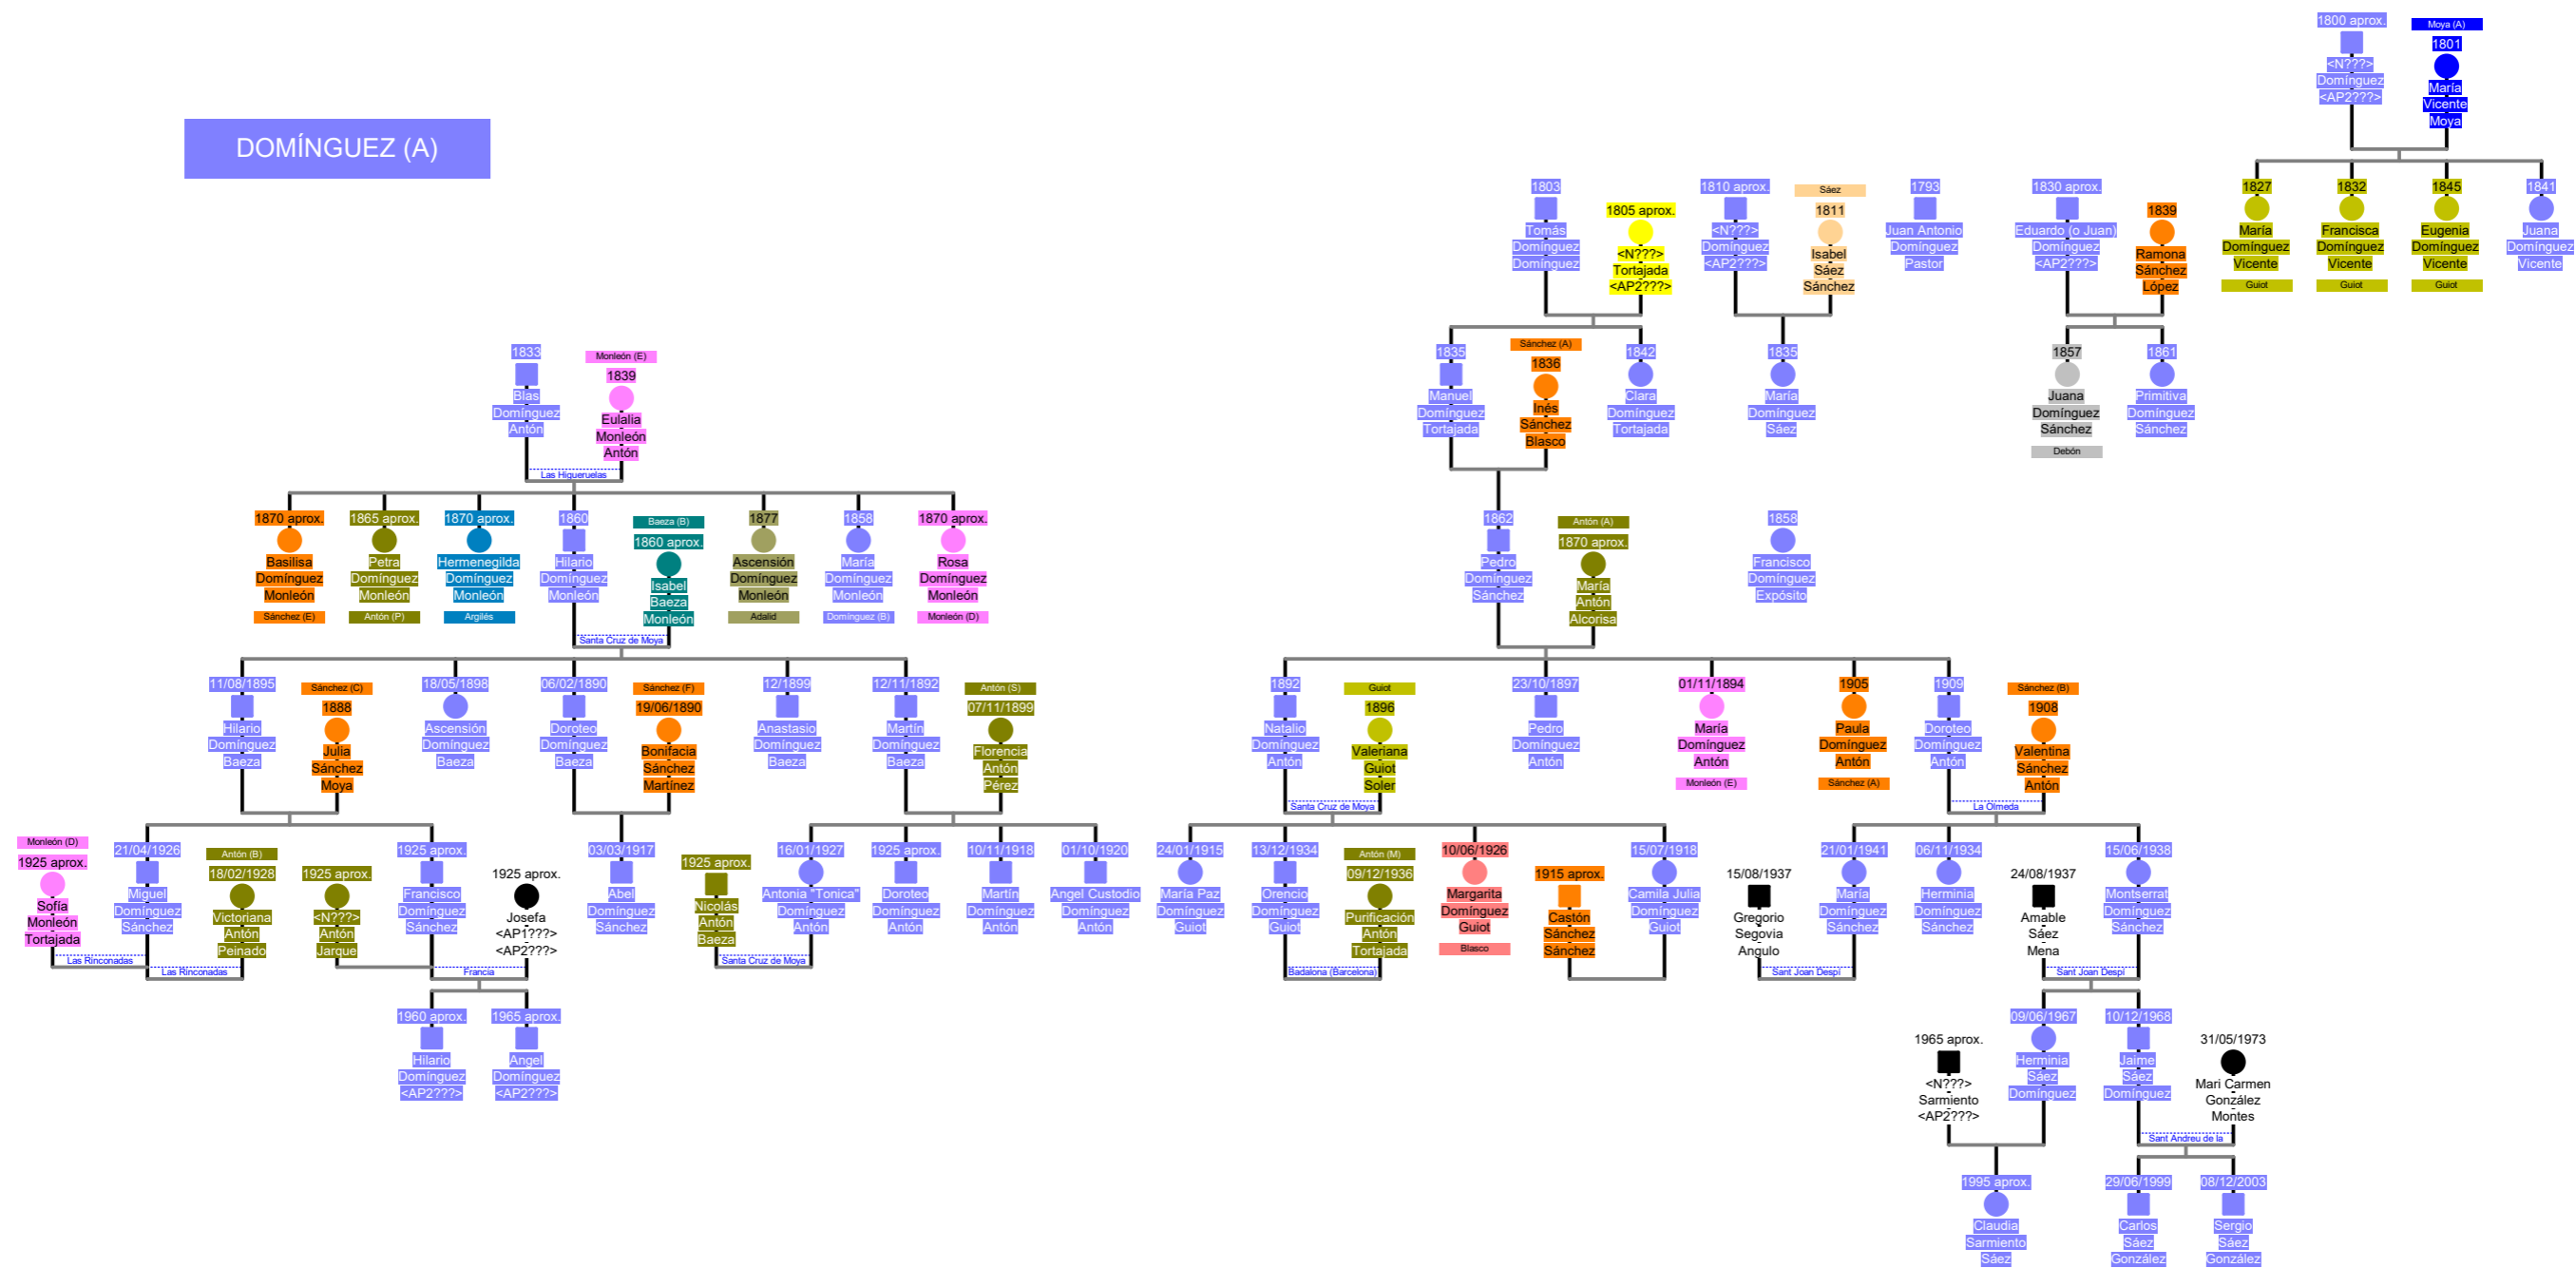 DOMÍNGUEZ (A)
1800 aprox.
<N???>
Domínguez
<AP2???>
Moya (A)
1801
María
Vicente
Moya
1803
Tomás
Domínguez
Domínguez
1805 aprox.
<N???>
Tortajada
<AP2???>
1810 aprox.
<N???>
Domínguez
<AP2???>
Sáez
1811
Isabel
Sáez
Sánchez
1793
Juan Antonio
Domínguez
Pastor
1830 aprox.
Eduardo (o Juan)
Domínguez
<AP2???>
1839
Ramona
Sánchez
López
1827
María
Domínguez
Vicente
Guiot
1832
Francisca
Domínguez
Vicente
Guiot
1845
Eugenia
Domínguez
Vicente
Guiot
1841
Juana
Domínguez
Vicente
1833
Blas
Domínguez
Antón
Monleón (E)
1839
Eulalia
Monleón
Antón
Las Higueruelas
1835
Manuel
Domínguez
Tortajada
Sánchez (A)
1836
Inés
Sánchez
Blasco
1842
Clara
Domínguez
Tortajada
1835
María
Domínguez
Sáez
1857
Juana
Domínguez
Sánchez
Debón
1861
Primitiva
Domínguez
Sánchez
1870 aprox.
Basilisa
Domínguez
Monleón
Sánchez (E)
1865 aprox.
Petra
Domínguez
Monleón
Antón (P)
1870 aprox.
Hermenegilda
Domínguez
Monleón
Argilés
1860
Hilario
Domínguez
Monleón
Baeza (B)
1860 aprox.
Isabel
Baeza
Monleón
Santa Cruz de Moya
1877
Ascensión
Domínguez
Monleón
Adalid
1858
María
Domínguez
Monleón
Domínguez (B)
1870 aprox.
Rosa
Domínguez
Monleón
Monleón (D)
1862
Pedro
Domínguez
Sánchez
Antón (A)
1870 aprox.
María
Antón
Alcorisa
1858
Francisco
Domínguez
Expósito
11/08/1895
Hilario
Domínguez
Baeza
Sánchez (C)
1888
Julia
Sánchez
Moya
18/05/1898
Ascensión
Domínguez
Baeza
06/02/1890
Doroteo
Domínguez
Baeza
Sánchez (F)
19/06/1890
Bonifacia
Sánchez
Martínez
12/1899
Anastasio
Domínguez
Baeza
12/11/1892
Martín
Domínguez
Baeza
Antón (S)
07/11/1899
Florencia
Antón
Pérez
1892
Natalio
Domínguez
Antón
Guiot
1896
Valeriana
Guiot
Soler
Santa Cruz de Moya
23/10/1897
Pedro
Domínguez
Antón
01/11/1894
María
Domínguez
Antón
Monleón (E)
1905
Paula
Domínguez
Antón
Sánchez (A)
1909
Doroteo
Domínguez
Antón
Sánchez (B)
1908
Valentina
Sánchez
Antón
La Olmeda
Monleón (D)
1925 aprox.
Sofía
Monleón
Tortajada
Las Rinconadas
21/04/1926
Miguel
Domínguez
Sánchez
Antón (B)
18/02/1928
Victoriana
Antón
Peinado
Las Rinconadas
1925 aprox.
<N???>
Antón
Jarque
1925 aprox.
Francisco
Domínguez
Sánchez
1925 aprox.
Josefa
<AP1???>
<AP2???>
Francia
03/03/1917
Abel
Domínguez
Sánchez
1925 aprox.
Nicolás
Antón
Baeza
Santa Cruz de Moya
16/01/1927
Antonia "Tonica"
Domínguez
Antón
1925 aprox.
Doroteo
Domínguez
Antón
10/11/1918
Martín
Domínguez
Antón
01/10/1920
Angel Custodio
Domínguez
Antón
24/01/1915
María Paz
Domínguez
Guiot
13/12/1934
Orencio
Domínguez
Guiot
Antón (M)
09/12/1936
Purificación
Antón
Tortajada
Badalona (Barcelona)
10/06/1926
Margarita
Domínguez
Guiot
Blasco
1915 aprox.
Castón
Sánchez
Sánchez
15/07/1918
Camila Julia
Domínguez
Guiot
15/08/1937
Gregorio
Segovia
Angulo
Sant Joan Despí
21/01/1941
María
Domínguez
Sánchez
06/11/1934
Herminia
Domínguez
Sánchez
24/08/1937
Amable
Sáez
Mena
Sant Joan Despí
15/06/1938
Montserrat
Domínguez
Sánchez
1960 aprox.
Hilario
Domínguez
<AP2???>
1965 aprox.
Angel
Domínguez
<AP2???>
1965 aprox.
<N???>
Sarmiento
<AP2???>
09/06/1967
Herminia
Sáez
Domínguez
10/12/1968
Jaime
Sáez
Domínguez
31/05/1973
Mari Carmen
González
Montes
Sant Andreu de la
1995 aprox.
Claudia
Sarmiento
Sáez
29/06/1999
Carlos
Sáez
González
08/12/2003
Sergio
Sáez
González